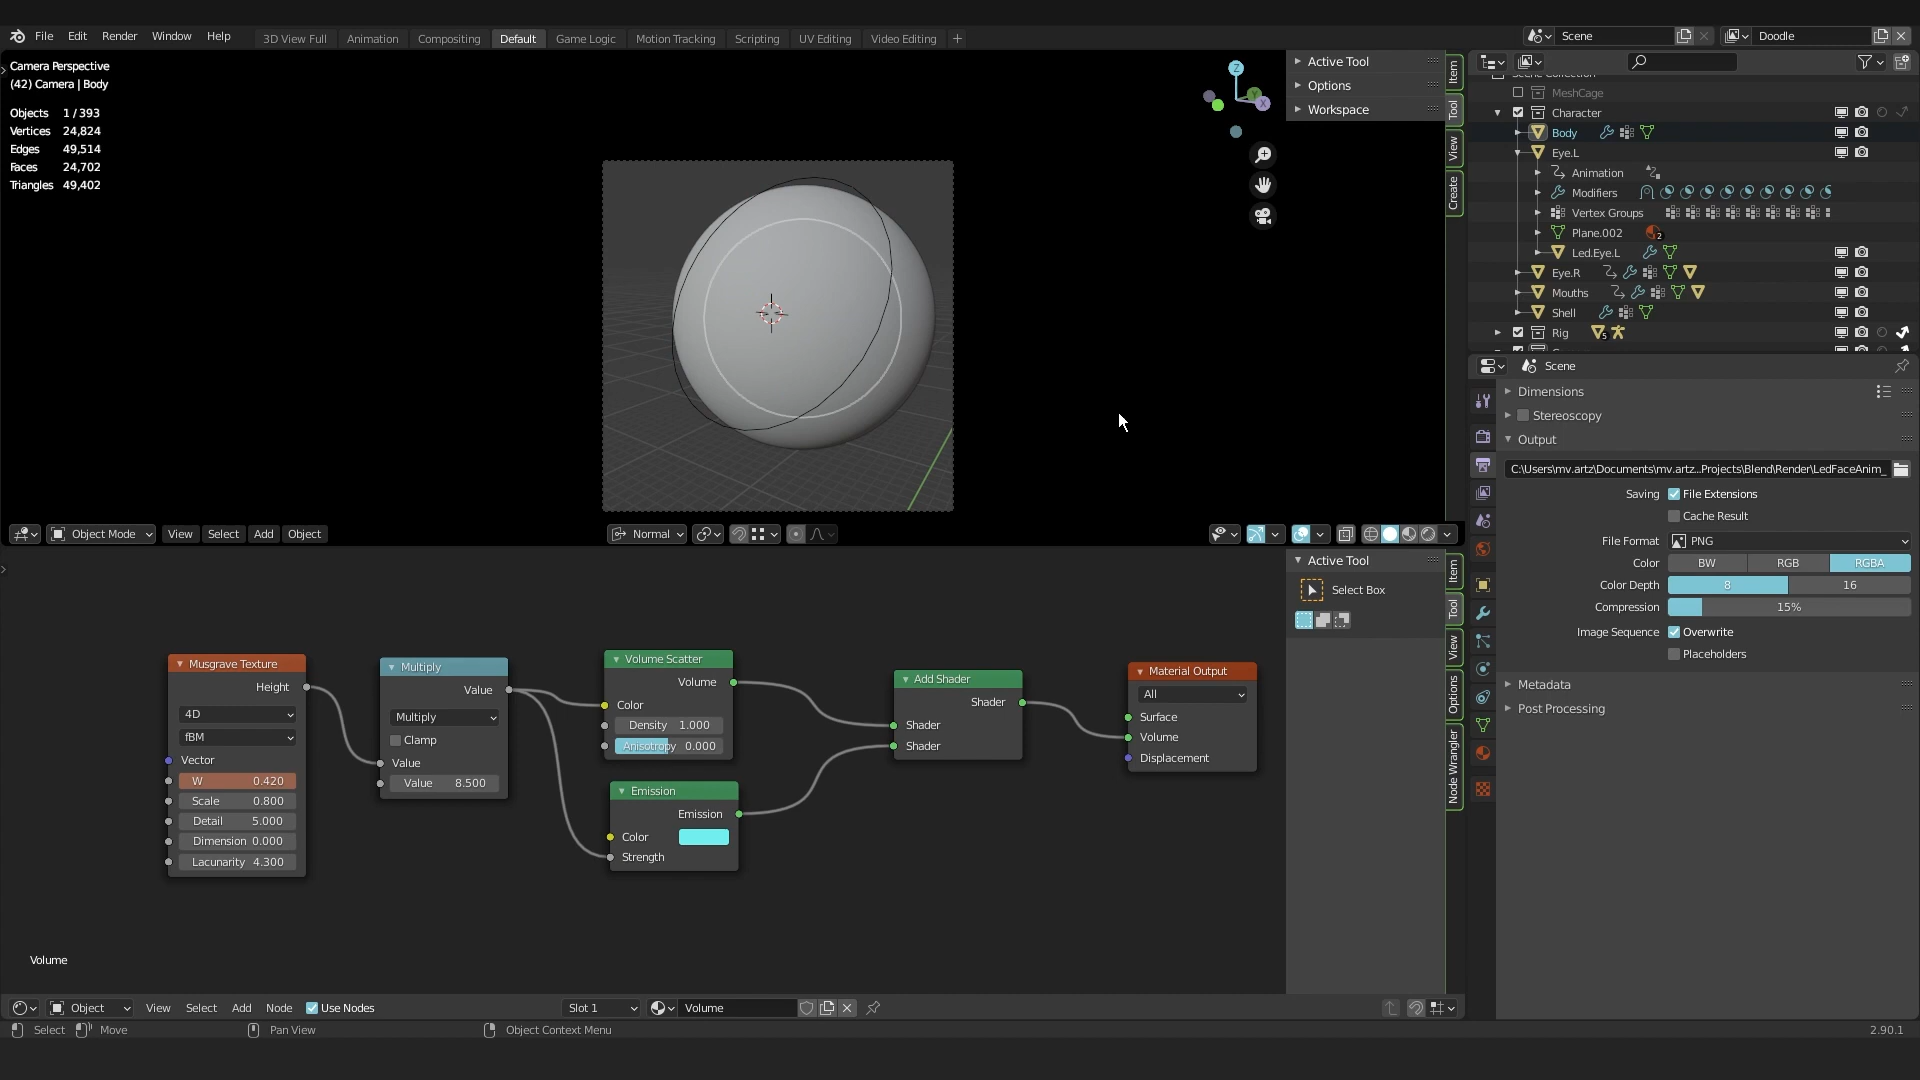 File Edit Render Window Help
3D View Full Animation Compositing Default Game Logic Motion Tracking Scripting UV Editing Video Editing +
Scene
Doodle
Camera Perspective
(42) Camera | Body
Objects 1 / 393
Vertices 24,824
Edges 49,514
Faces 24,702
Triangles 49,402
Z
Y
X
Active Tool
Options
Workspace
Item
Tool
View
Create
Scene Collection
MeshCage
Character
Body
Eye.L
Animation
Modifiers
Vertex Groups
Plane.002 2
Led.Eye.L
Eye.R
Mouths
Shell
Rig 5
Scene
Dimensions
Stereoscopy
Output
C:\Users\mv.artz\Documents\mv.artz...Projects\Blend\Render\LedFaceAnim_
Saving File Extensions
Cache Result
File Format PNG
Color BW RGB RGBA
Color Depth 8 16
Compression 15%
Image Sequence Overwrite
Placeholders
Metadata
Post Processing
Object Mode View Select Add Object
Normal
Active Tool
Select Box
Item
Tool
View
Options
Node Wrangler
Musgrave Texture
Height
4D
fBM
Vector
W 0.420
Scale 0.800
Detail 5.000
Dimension 0.000
Lacunarity 4.300
Multiply
Value
Multiply
Clamp
Value
Value 8.500
Volume Scatter
Volume
Color
Density 1.000
Anisotropy 0.000
Emission
Emission
Color
Strength
Add Shader
Shader
Shader
Shader
Material Output
All
Surface
Volume
Displacement
Volume
Object View Select Add Node Use Nodes
Slot 1
Volume
Select Move Pan View Object Context Menu
2.90.1